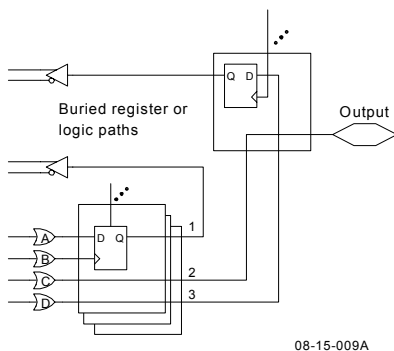 Q D
Buried register or
logic paths
Output
1
A
D Q
B
C
2
D
3
08-15-009A